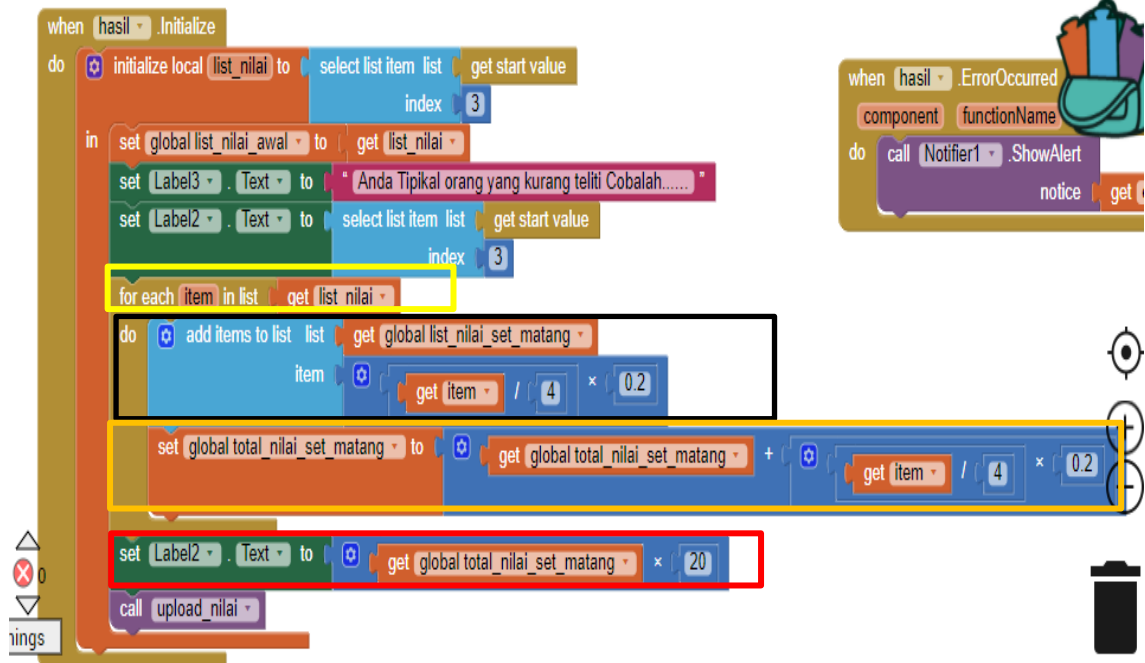 when hasil .Initialize
do initialize local list_nilai to select list item list get start value
index 3
in set global list_nilai_awal to get list_nilai
set Label3 . Text to " Anda Tipikal orang yang kurang teliti Cobalah...... "
set Label2 . Text to select list item list get start value
index 3
for each item in list get list_nilai
do add items to list list get global list_nilai_set_matang
item get item / 4 × 0.2
set global total_nilai_set_matang to get global total_nilai_set_matang + get item / 4 × 0.2
set Label2 . Text to get global total_nilai_set_matang × 20
call upload_nilai
0
when hasil .ErrorOccurred
component functionName
do call Notifier1 .ShowAlert
notice get